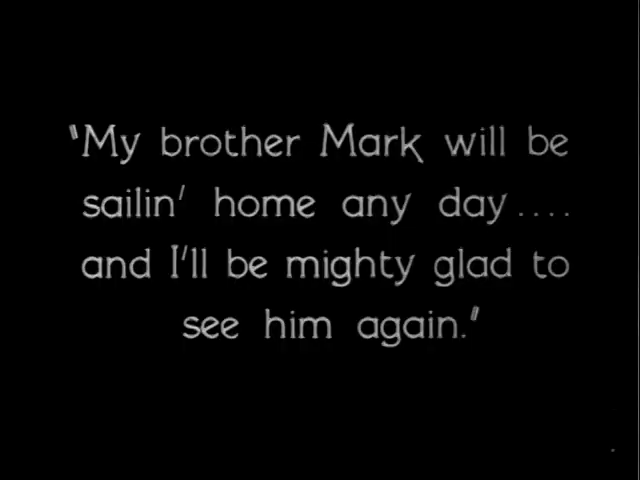 "My brother Mark will be
sailin' home any day....
and I'll be mighty glad to
see him again."